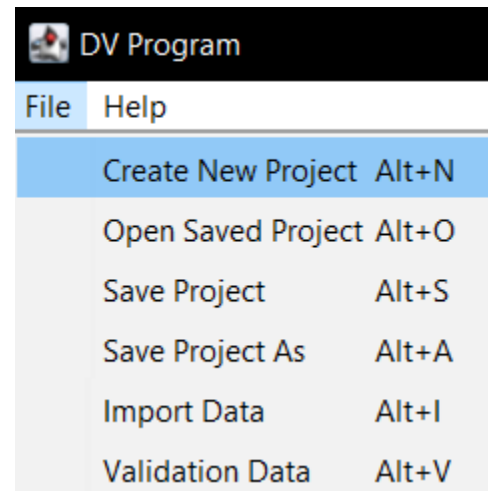 DV Program
File Help
Create New Project Alt+N
Open Saved Project Alt+O
Save Project Alt+S
Save Project As Alt+A
Import Data Alt+I
Validation Data Alt+V